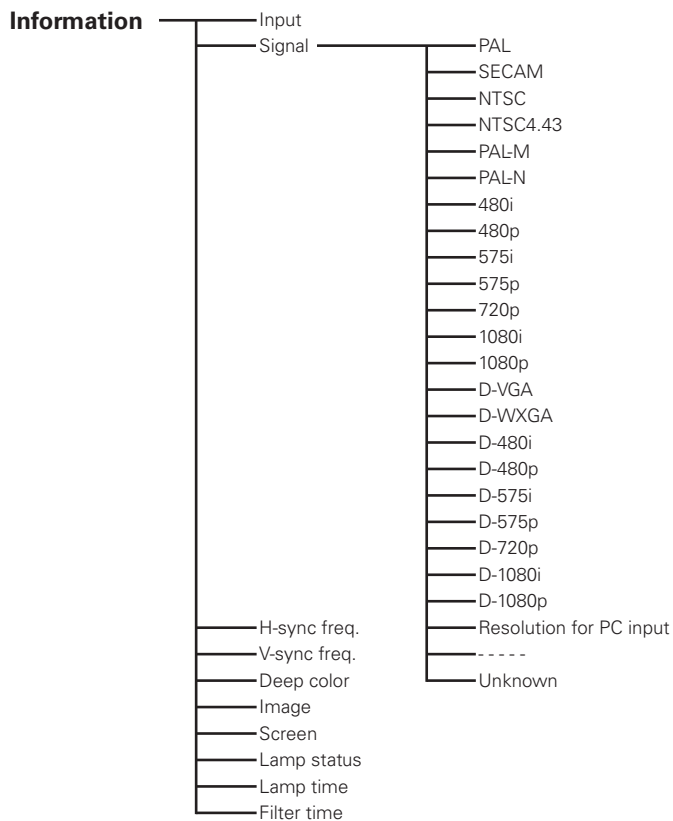 Information
Input
Signal
PAL
SECAM
NTSC
NTSC4.43
PAL-M
PAL-N
480i
480p
575i
575p
720p
1080i
1080p
D-VGA
D-WXGA
D-480i
D-480p
D-575i
D-575p
D-720p
D-1080i
D-1080p
Resolution for PC input
- - - - -
Unknown
H-sync freq.
V-sync freq.
Deep color
Image
Screen
Lamp status
Lamp time
Filter time